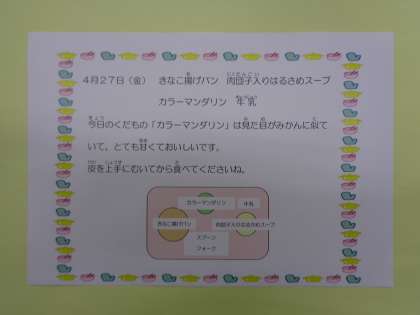 4月27日（金） きなこ揚げパン 肉団子入りはるさめスープ
カラーマンダリン 牛乳
今日のくだもの「カラーマンダリン」は見た目がみかんに似て
いて、とても甘くておいしいです。
皮を上手にむいてから食べてくださいね。
カラーマンダリン 牛乳
きなこ揚げパン 肉団子入りはるさめスープ
スプーン
フォーク